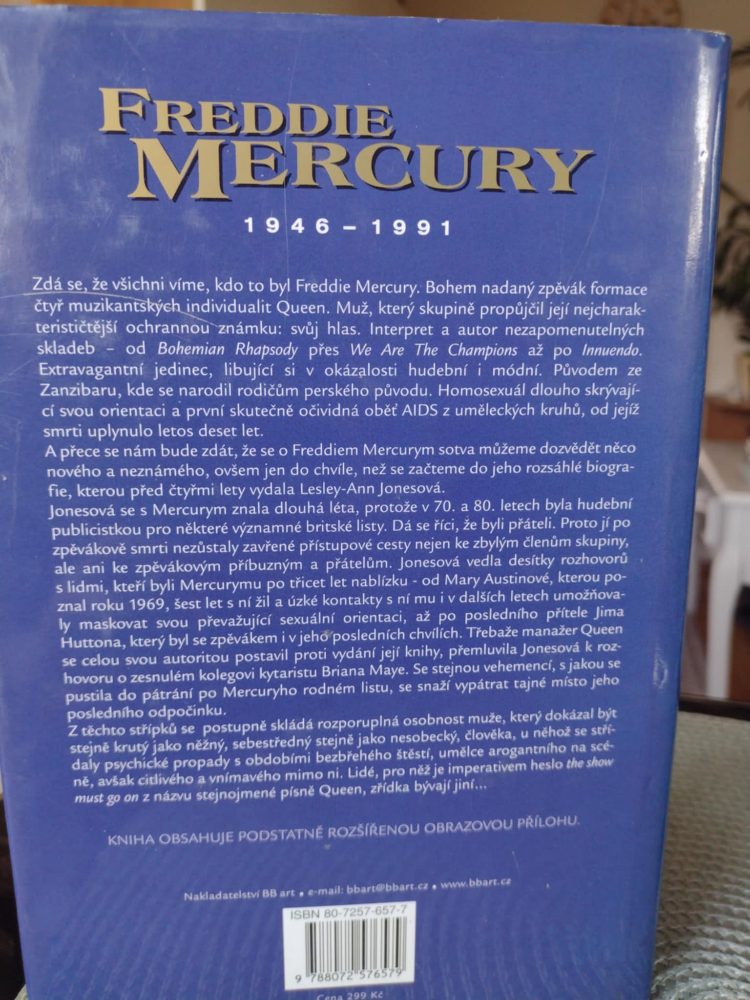 FREDDIE
MERCURY
1946 – 1991
Zdá se, že všichni víme, kdo to byl Freddie Mercury. Bohem nadaný zpěvák formace
čtyř muzikantských individualit Queen. Muž, který skupině propůjčil její nejcharak-
terističtější ochrannou známku: svůj hlas. Interpret a autor nezapomenutelných
skladeb – od Bohemian Rhapsody přes We Are The Champions až po Innuendo.
Extravagantní jedinec, libující si v okázalosti hudební i módní. Původem ze
Zanzibaru, kde se narodil rodičům perského původu. Homosexuál dlouho skrývají-
cí svou orientaci a první skutečně očividná oběť AIDS z uměleckých kruhů, od jejíž
smrti uplynulo letos deset let.
A přece se nám bude zdát, že se o Freddiem Mercurym sotva můžeme dozvědět něco
nového a neznámého, ovšem jen do chvíle, než se začteme do jeho rozsáhlé biogra-
fie, kterou před čtyřmi lety vydala Lesley-Ann Jonesová.
Jonesová se s Mercurym znala dlouhá léta, protože v 70. a 80. letech byla hudební
publicistkou pro některé významné britské listy. Dá se říci, že byli přáteli. Proto jí po
zpěvákově smrti nezůstaly zavřené přístupové cesty nejen ke zbylým členům skupiny,
ale ani ke zpěvákovým příbuzným a přátelům. Jonesová vedla desítky rozhovorů
s lidmi, kteří byli Mercurymu po třicet let nablízku - od Mary Austinové, kterou po-
znal roku 1969, šest let s ní žil a úzké kontakty s ní mu i v dalších letech umožňova-
ly maskovat svou převažující sexuální orientaci, až po posledního přítele Jima
Huttona, který byl se zpěvákem i v jeho posledních chvílích. Třebaže manažer Queen
se celou svou autoritou postavil proti vydání její knihy, přemluvila Jonesová k roz-
hovoru o zesnulém kolegovi kytaristu Briana Maye. Se stejnou vehemencí, s jakou se
pustila do pátrání po Mercuryho rodném listu, se snaží vypátrat tajné místo jeho
posledního odpočinku.
Z těchto střípků se postupně skládá rozporuplná osobnost muže, který dokázal být
stejně krutý jako něžný, sebestředný stejně jako nesobecký, člověka, u něhož se stří-
daly psychické propady s obdobími bezbřehého štěstí, umělce arogantního na scé-
ně, avšak citlivého a vnímavého mimo ni. Lidé, pro něž je imperativem heslo the show
must go on z názvu stejnojmené písně Queen, zřídka bývají jiní...
KNIHA OBSAHUJE PODSTATNĚ ROZŠÍŘENOU OBRAZOVOU PŘÍLOHU.
Nakladatelství BB art • e-mail: bbart@bbart.cz • www.bbart.cz
ISBN 80-7257-657-7
9 788072 576579
Cena 299 Kč